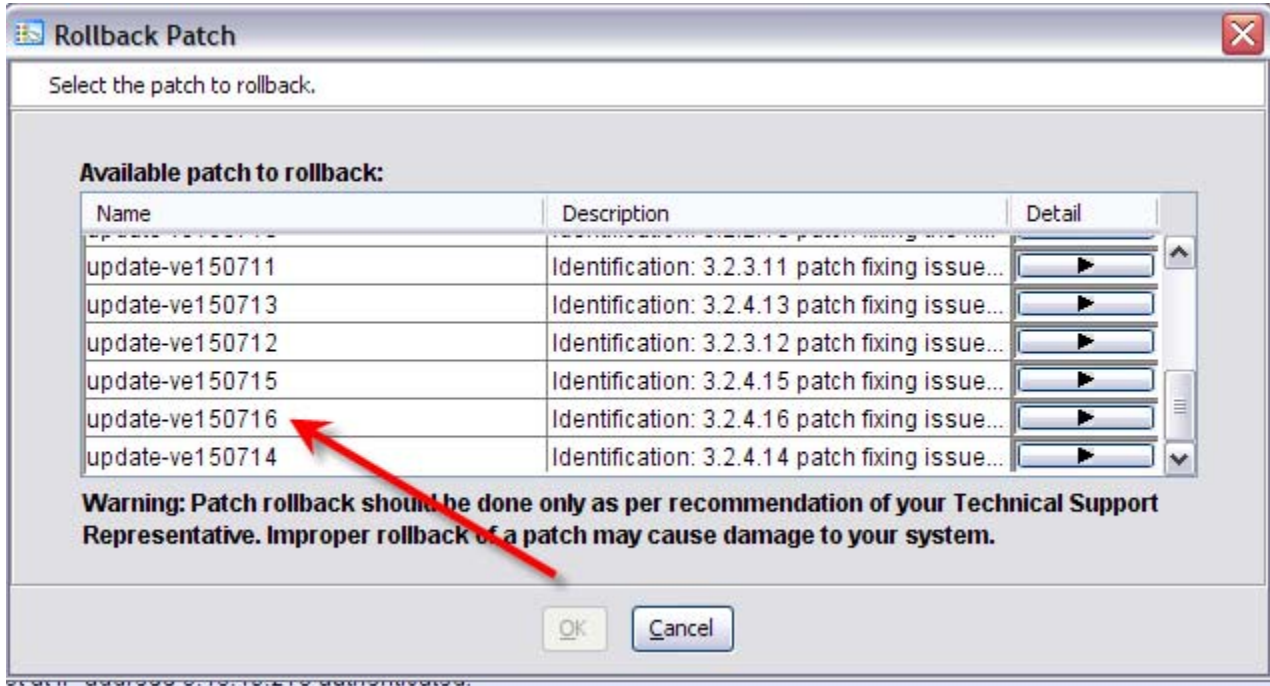 Rollback Patch
Select the patch to rollback.
Available patch to rollback:
Name Description Detail
update-ve150711 Identification: 3.2.3.11 patch fixing issue...
update-ve150713 Identification: 3.2.4.13 patch fixing issue...
update-ve150712 Identification: 3.2.3.12 patch fixing issue...
update-ve150715 Identification: 3.2.4.15 patch fixing issue...
update-ve150716 Identification: 3.2.4.16 patch fixing issue...
update-ve150714 Identification: 3.2.4.14 patch fixing issue...
Warning: Patch rollback should be done only as per recommendation of your Technical Support
Representative. Improper rollback of a patch may cause damage to your system.
OK Cancel